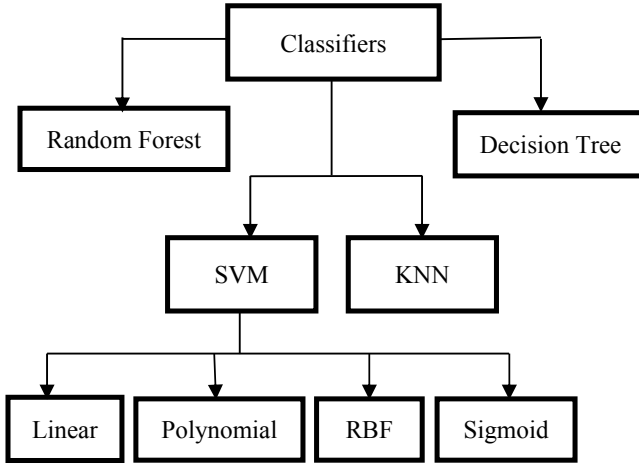 Classifiers
Random Forest
Decision Tree
SVM
KNN
Linear
Polynomial
RBF
Sigmoid